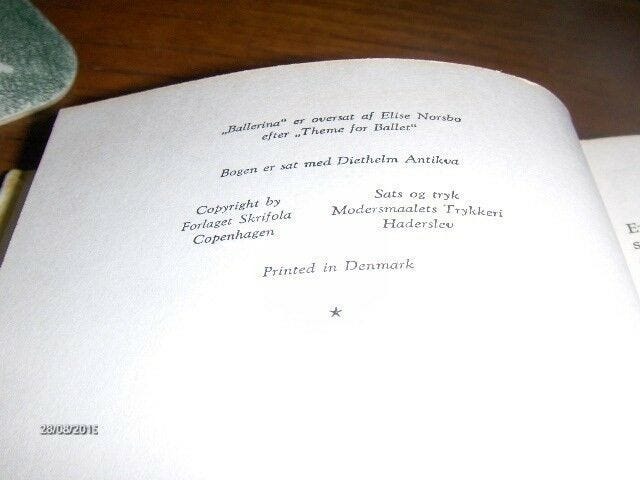 „Ballerina“ er oversat af Elise Norsbo
efter „Theme for Ballet“
Bogen er sat med Diethelm Antikva
Copyright by
Forlaget Skrifola
Copenhagen
Sats og tryk
Modersmaalets Trykkeri
Haderslev
Printed in Denmark
28/08/2015